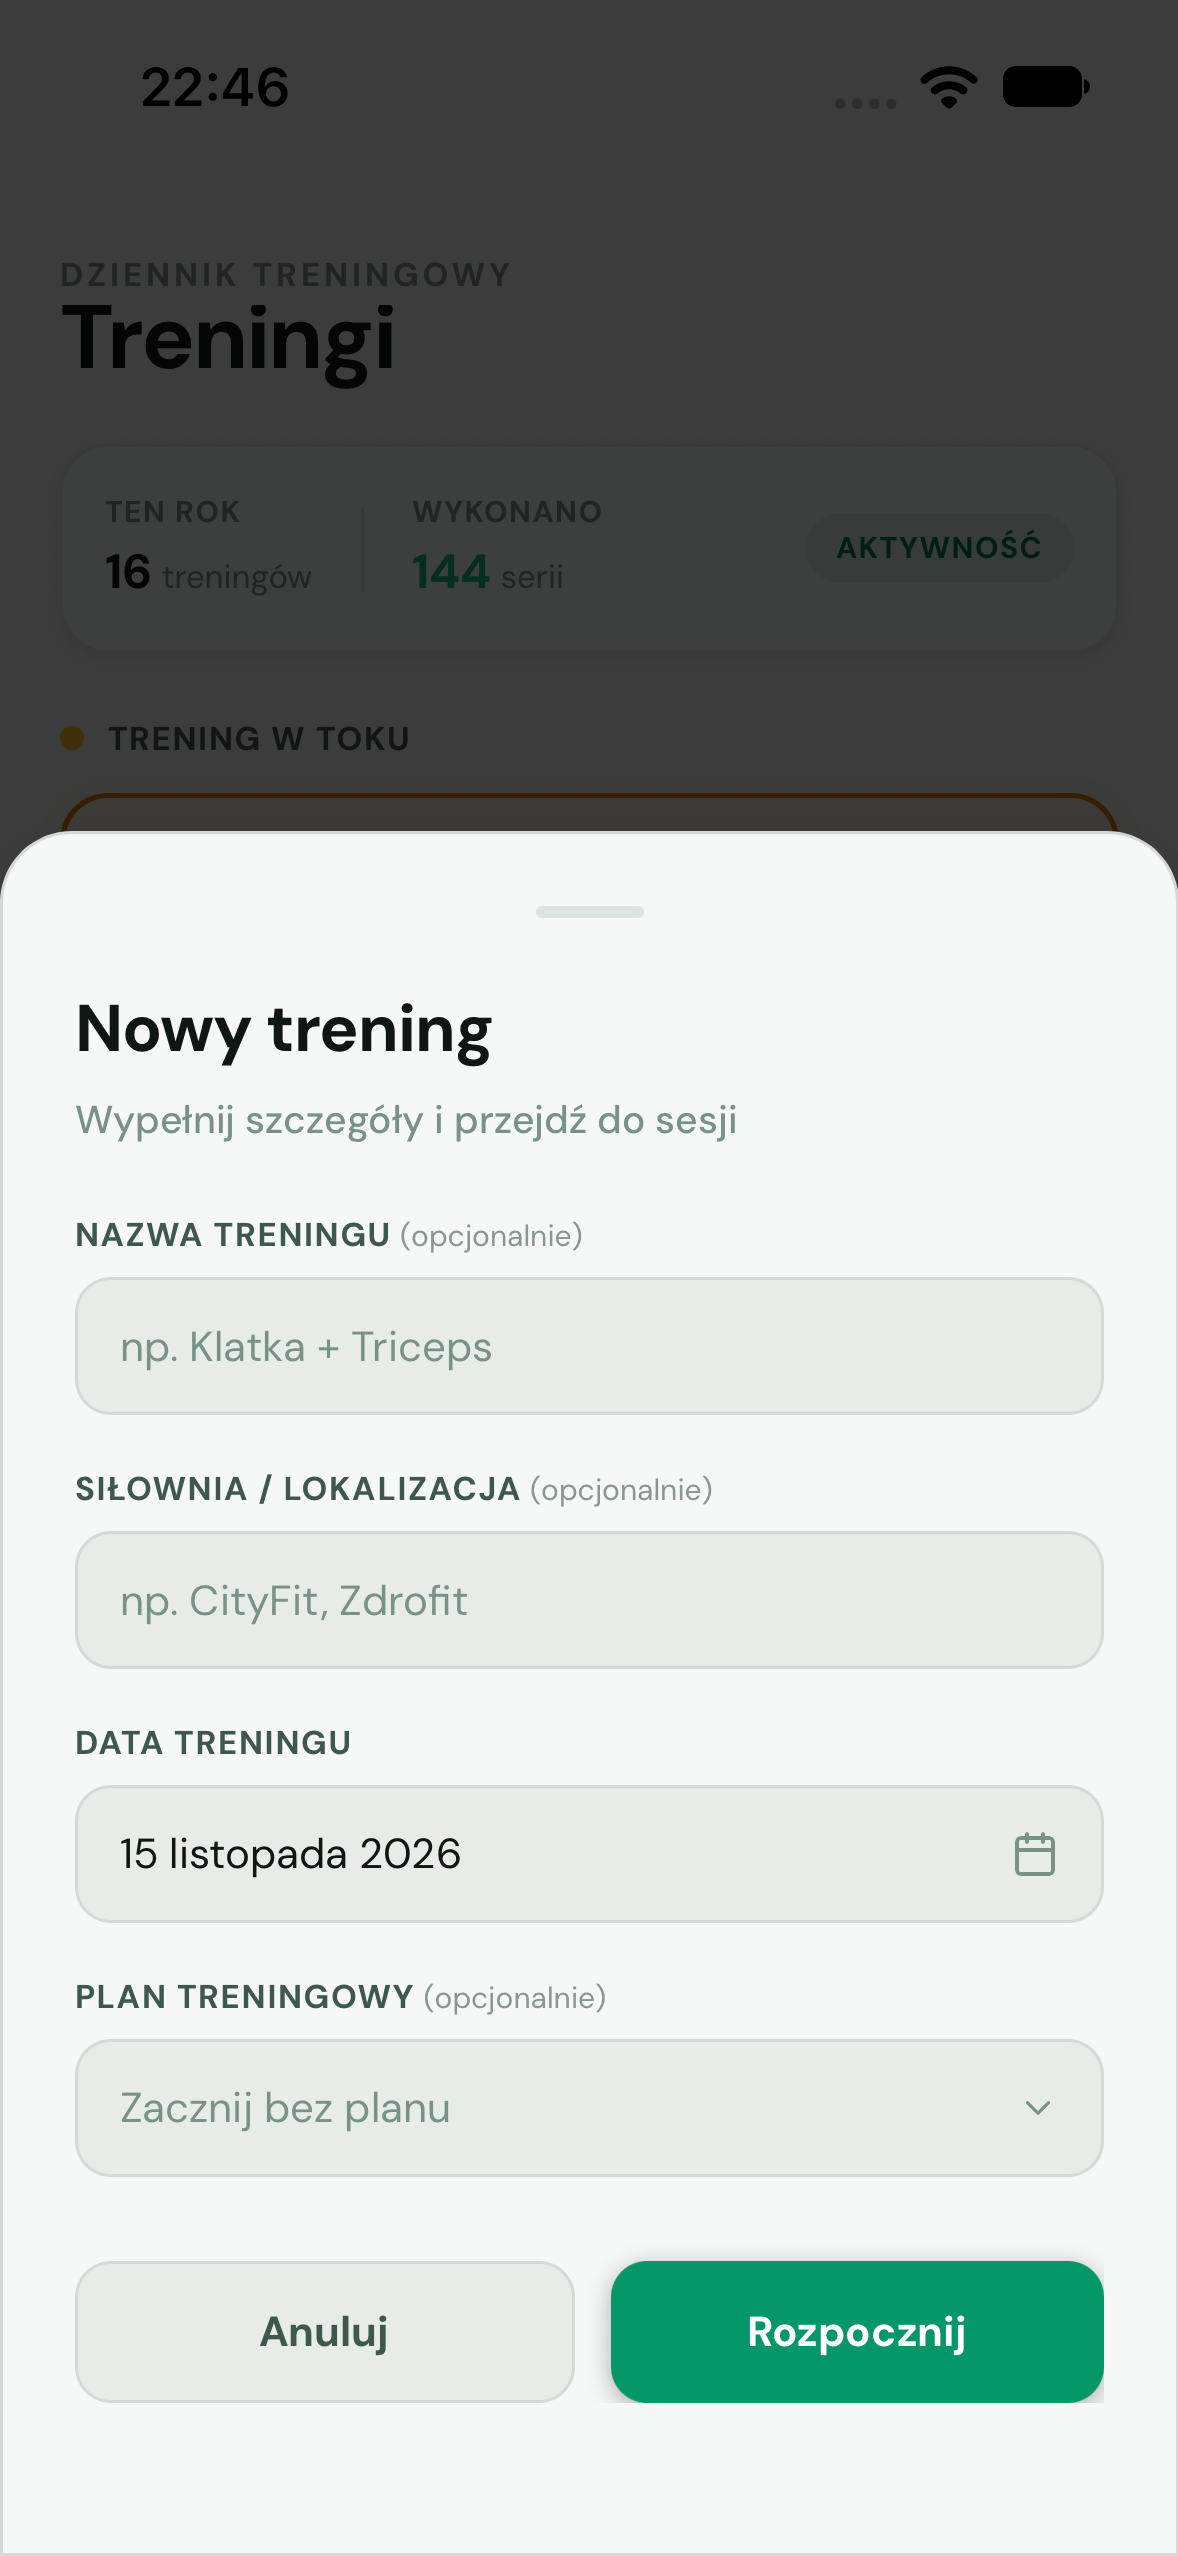 22:46
DZIENNIK TRENINGOWY
Treningi
TEN ROK
16 treningów
WYKONANO
144 serii
AKTYWNOŚĆ
TRENING W TOKU
Nowy trening
Wypełnij szczegóły i przejdź do sesji
NAZWA TRENINGU (opcjonalnie)
np. Klatka + Triceps
SIŁOWNIA / LOKALIZACJA (opcjonalnie)
np. CityFit, Zdrofit
DATA TRENINGU
15 listopada 2026
PLAN TRENINGOWY (opcjonalnie)
Zacznij bez planu
Anuluj
Rozpocznij